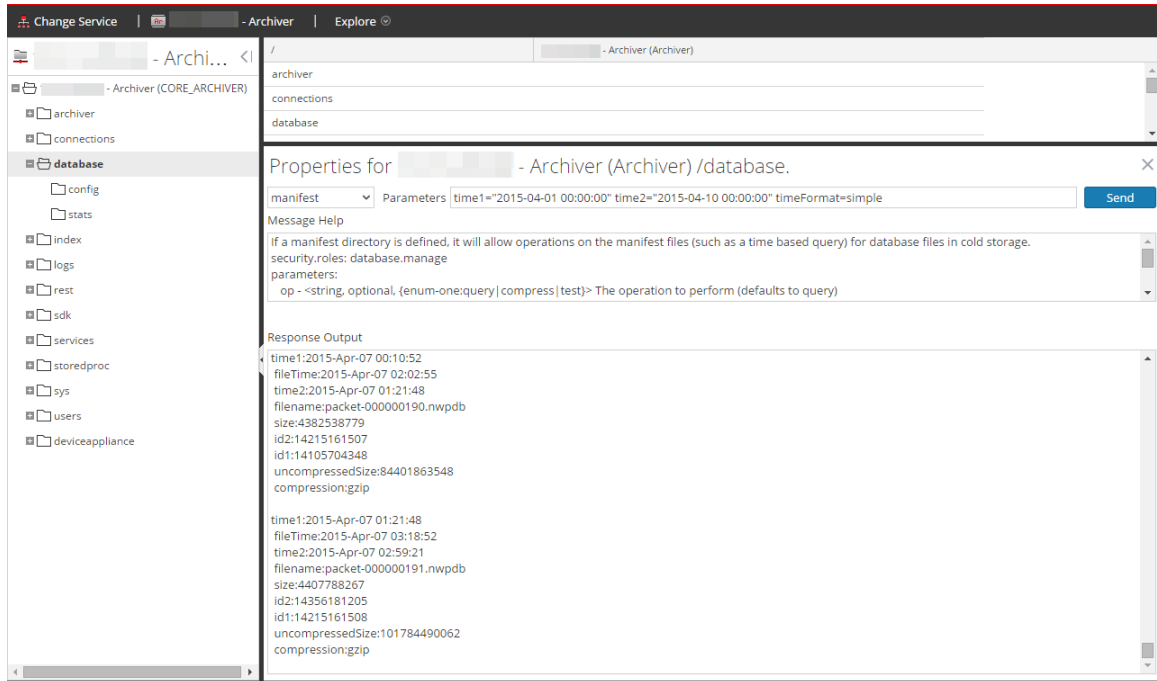 Change Service | - Archiver | Explore
- Archi...
- Archiver (CORE_ARCHIVER)
archiver
connections
database
config
stats
index
logs
rest
sdk
services
storedproc
sys
users
deviceappliance
/
- Archiver (Archiver)
archiver
connections
database
Properties for - Archiver (Archiver) /database.
manifest Parameters time1="2015-04-01 00:00:00" time2="2015-04-10 00:00:00" timeFormat=simple Send
Message Help
If a manifest directory is defined, it will allow operations on the manifest files (such as a time based query) for database files in cold storage.
security.roles: database.manage
parameters:
op - <string, optional, {enum-one:query|compress|test}> The operation to perform (defaults to query)
Response Output
time1:2015-Apr-07 00:10:52
fileTime:2015-Apr-07 02:02:55
time2:2015-Apr-07 01:21:48
filename:packet-000000190.nwpdb
size:4382538779
id2:14215161507
id1:14105704348
uncompressedSize:84401863548
compression:gzip
time1:2015-Apr-07 01:21:48
fileTime:2015-Apr-07 03:18:52
time2:2015-Apr-07 02:59:21
filename:packet-000000191.nwpdb
size:4407788267
id2:14356181205
id1:14215161508
uncompressedSize:101784490062
compression:gzip